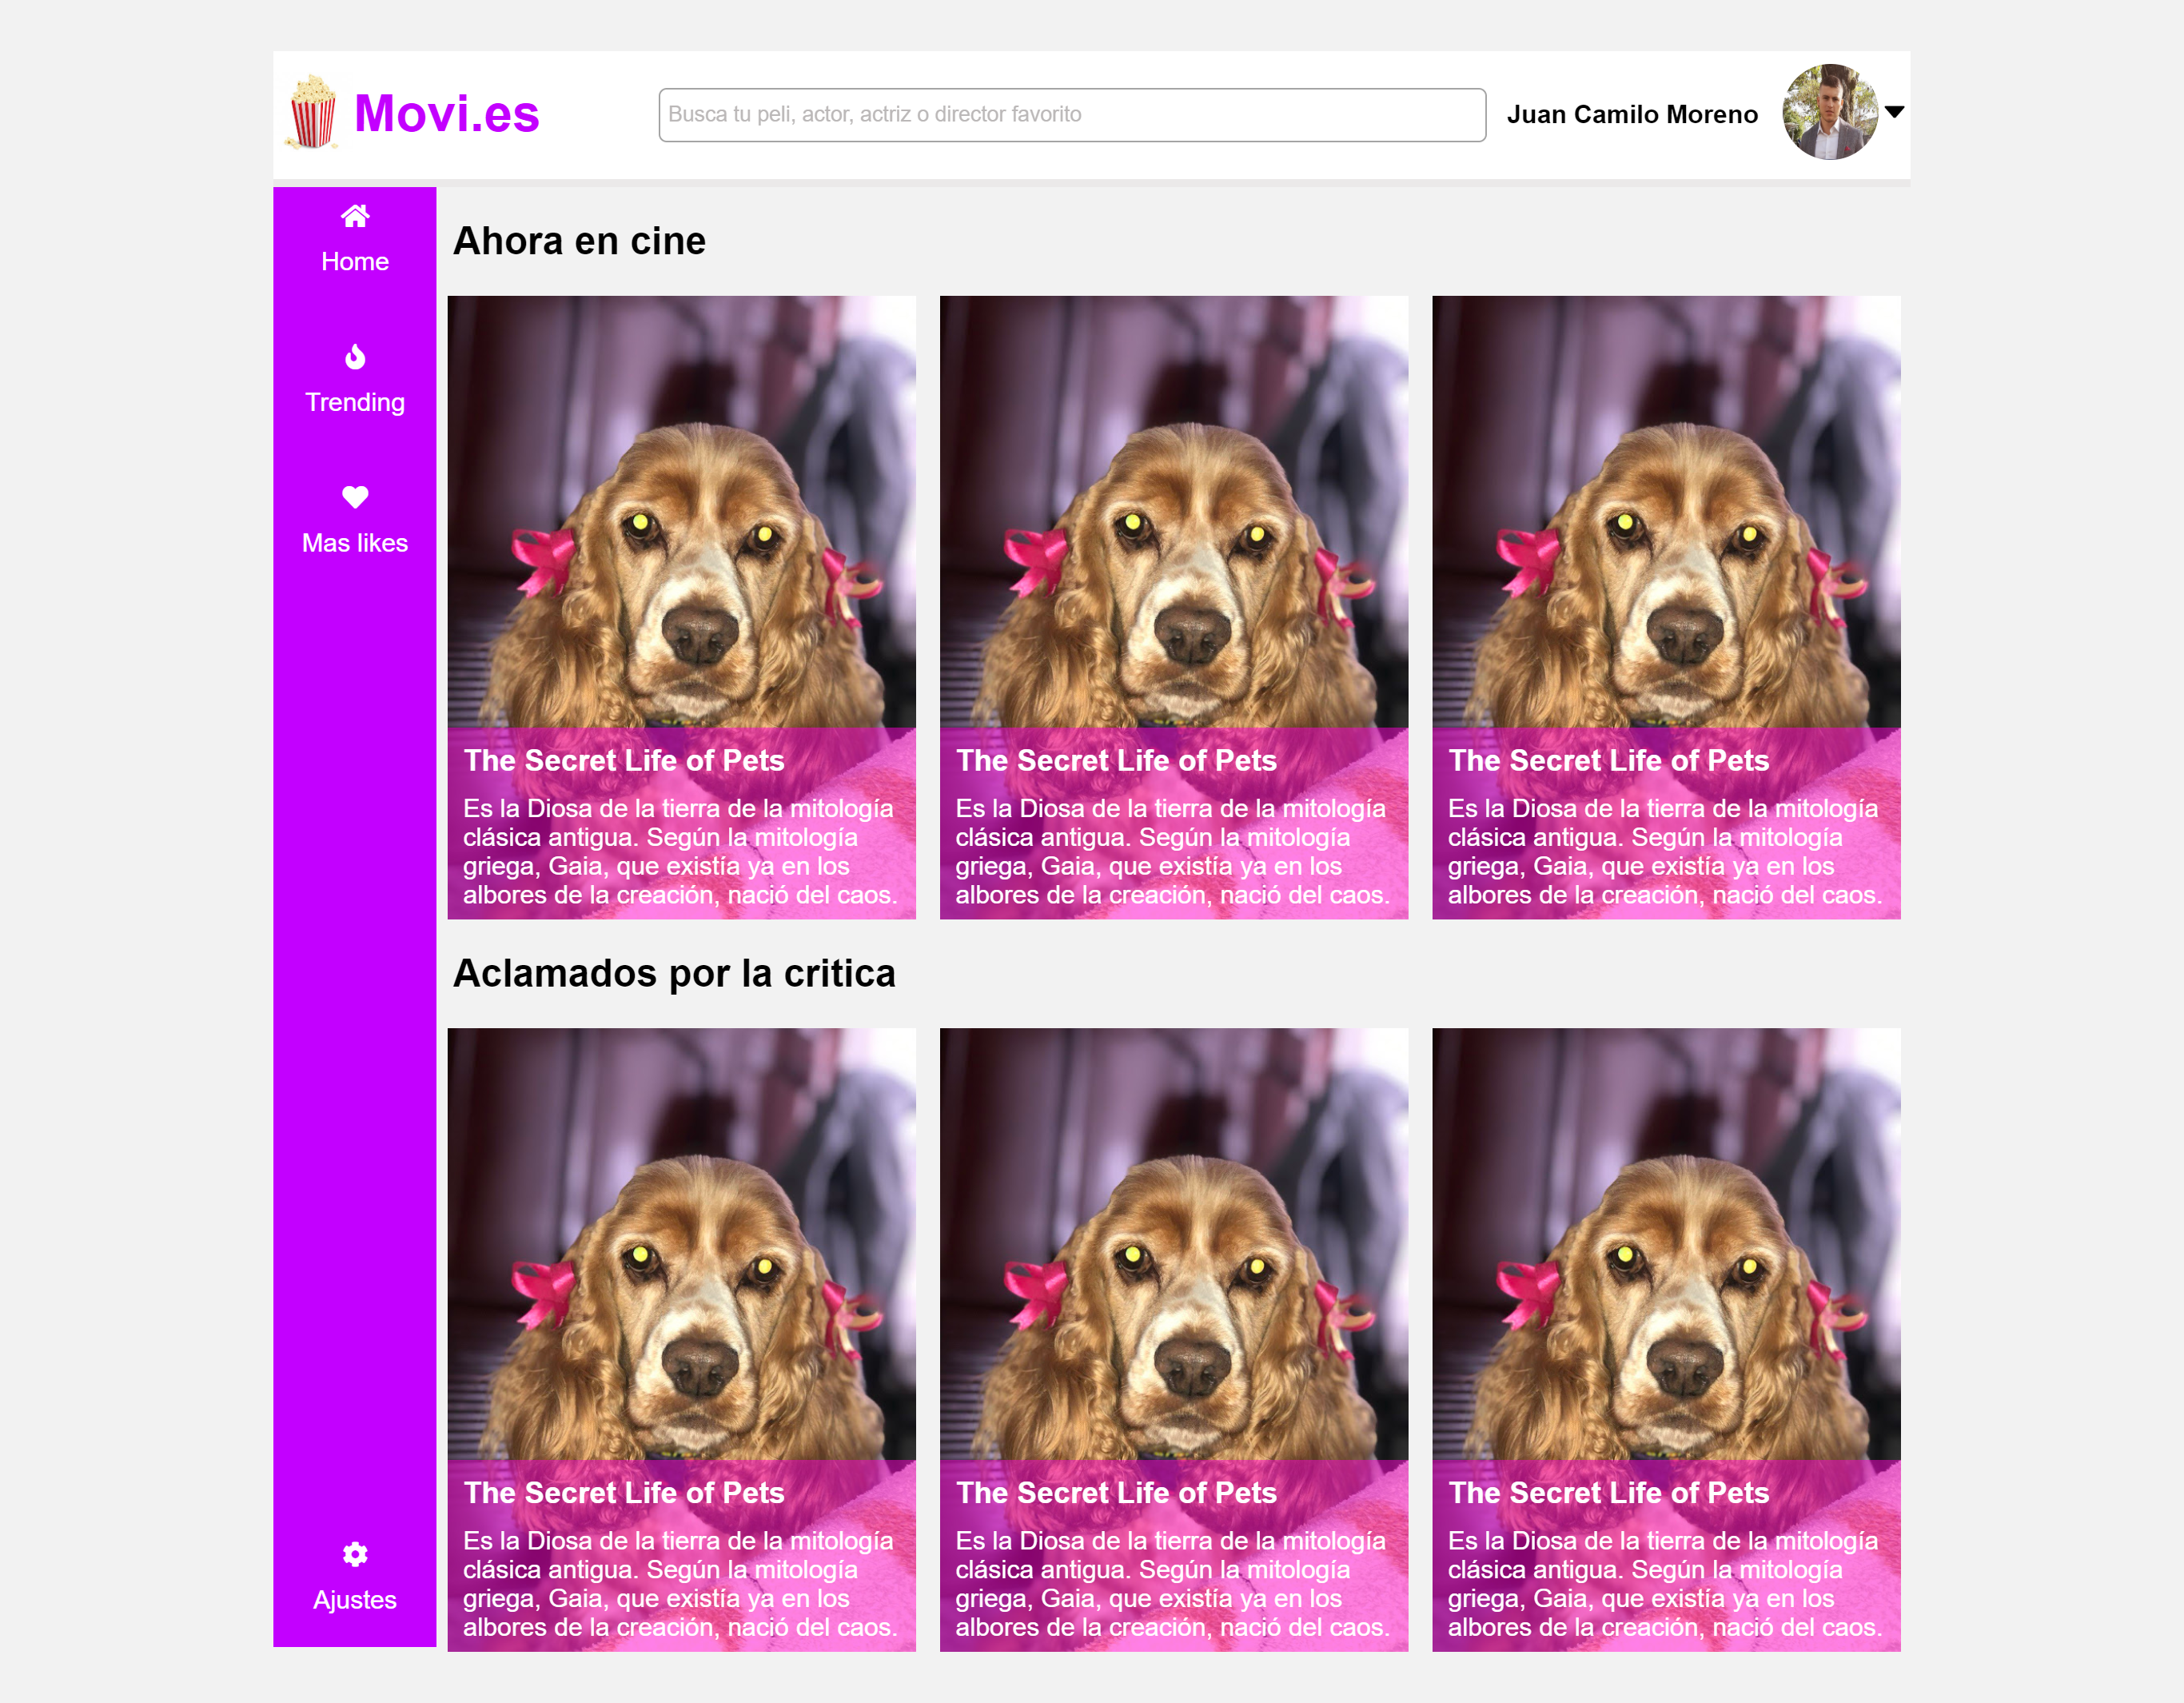 Movi.es
Busca tu peli, actor, actriz o director favorito
Juan Camilo Moreno
Home
Trending
Mas likes
Ajustes
Ahora en cine
The Secret Life of Pets
Es la Diosa de la tierra de la mitología
clásica antigua. Según la mitología
griega, Gaia, que existía ya en los
albores de la creación, nació del caos.
The Secret Life of Pets
Es la Diosa de la tierra de la mitología
clásica antigua. Según la mitología
griega, Gaia, que existía ya en los
albores de la creación, nació del caos.
The Secret Life of Pets
Es la Diosa de la tierra de la mitología
clásica antigua. Según la mitología
griega, Gaia, que existía ya en los
albores de la creación, nació del caos.
Aclamados por la critica
The Secret Life of Pets
Es la Diosa de la tierra de la mitología
clásica antigua. Según la mitología
griega, Gaia, que existía ya en los
albores de la creación, nació del caos.
The Secret Life of Pets
Es la Diosa de la tierra de la mitología
clásica antigua. Según la mitología
griega, Gaia, que existía ya en los
albores de la creación, nació del caos.
The Secret Life of Pets
Es la Diosa de la tierra de la mitología
clásica antigua. Según la mitología
griega, Gaia, que existía ya en los
albores de la creación, nació del caos.